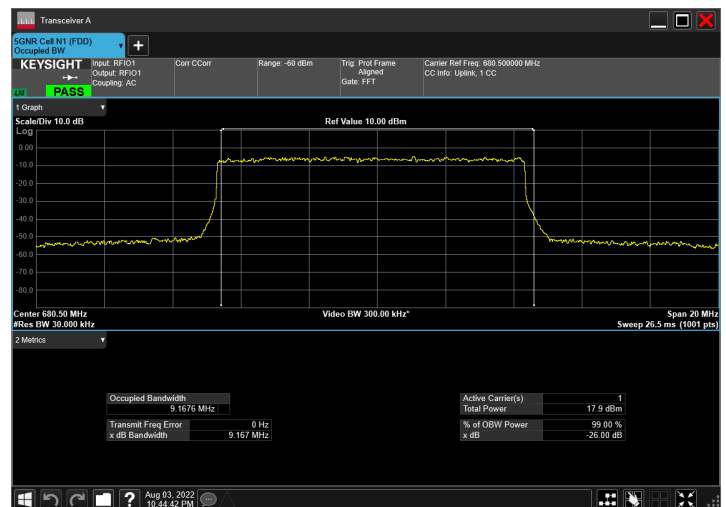 Transceiver A
5GNR Cell N1 (FDD)
Occupied BW
KEYSIGHT
LXI
PASS
Input: RFIO1
Output: RFIO1
Coupling: AC
Corr CCorr
Range: -60 dBm
Trig: Prot Frame
Aligned
Gate: FFT
Carrier Ref Freq: 680.500000 MHz
CC Info: Uplink, 1 CC
1 Graph
Scale/Div 10.0 dB
Ref Value 10.00 dBm
Log
0.00
-10.0
-20.0
-30.0
-40.0
-50.0
-60.0
-70.0
-80.0
Center 680.50 MHz
Video BW 300.00 kHz*
Span 20 MHz
#Res BW 30.000 kHz
Sweep 26.5 ms (1001 pts)
2 Metrics
Occupied Bandwidth
9.1676 MHz
Transmit Freq Error 0 Hz
x dB Bandwidth 9.167 MHz
Active Carrier(s) 1
Total Power 17.9 dBm
% of OBW Power 99.00 %
x dB -26.00 dB
?
Aug 03, 2022
10:44:42 PM